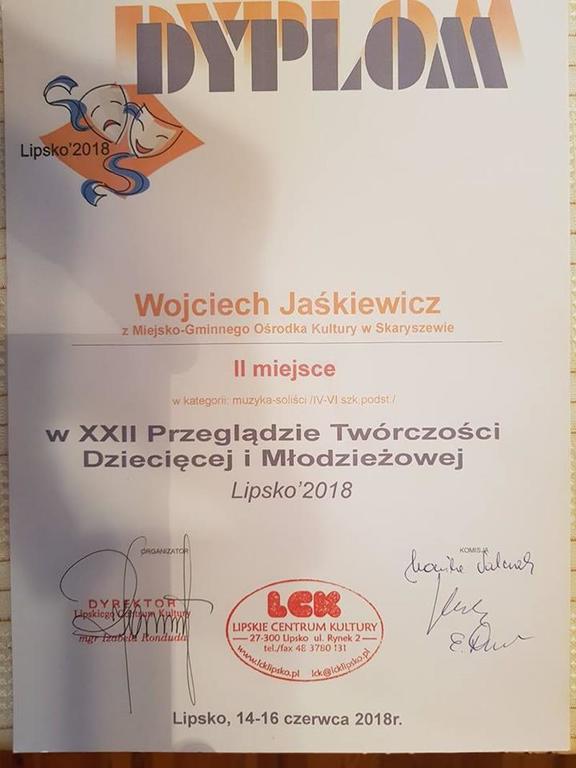 DYPLOM
Lipsko'2018
Wojciech Jaśkiewicz
z Miejsko-Gminnego Ośrodka Kultury w Skaryszewie
II miejsce
w kategorii: muzyka-soliści /IV-VI szk.podst./
w XXII Przeglądzie Twórczości
Dziecięcej i Młodzieżowej
Lipsko'2018
ORGANIZATOR
DYREKTOR
Lipskiego Centrum Kultury
mgr Izabela Ronduda
LCK
LIPSKIE CENTRUM KULTURY
27-300 Lipsko ul. Rynek 2
tel./fax 48 3780 131
www.lcklipsko.pl lck@lcklipsko.pl
KOMISJA
Monika
Lipsko, 14-16 czerwca 2018r.